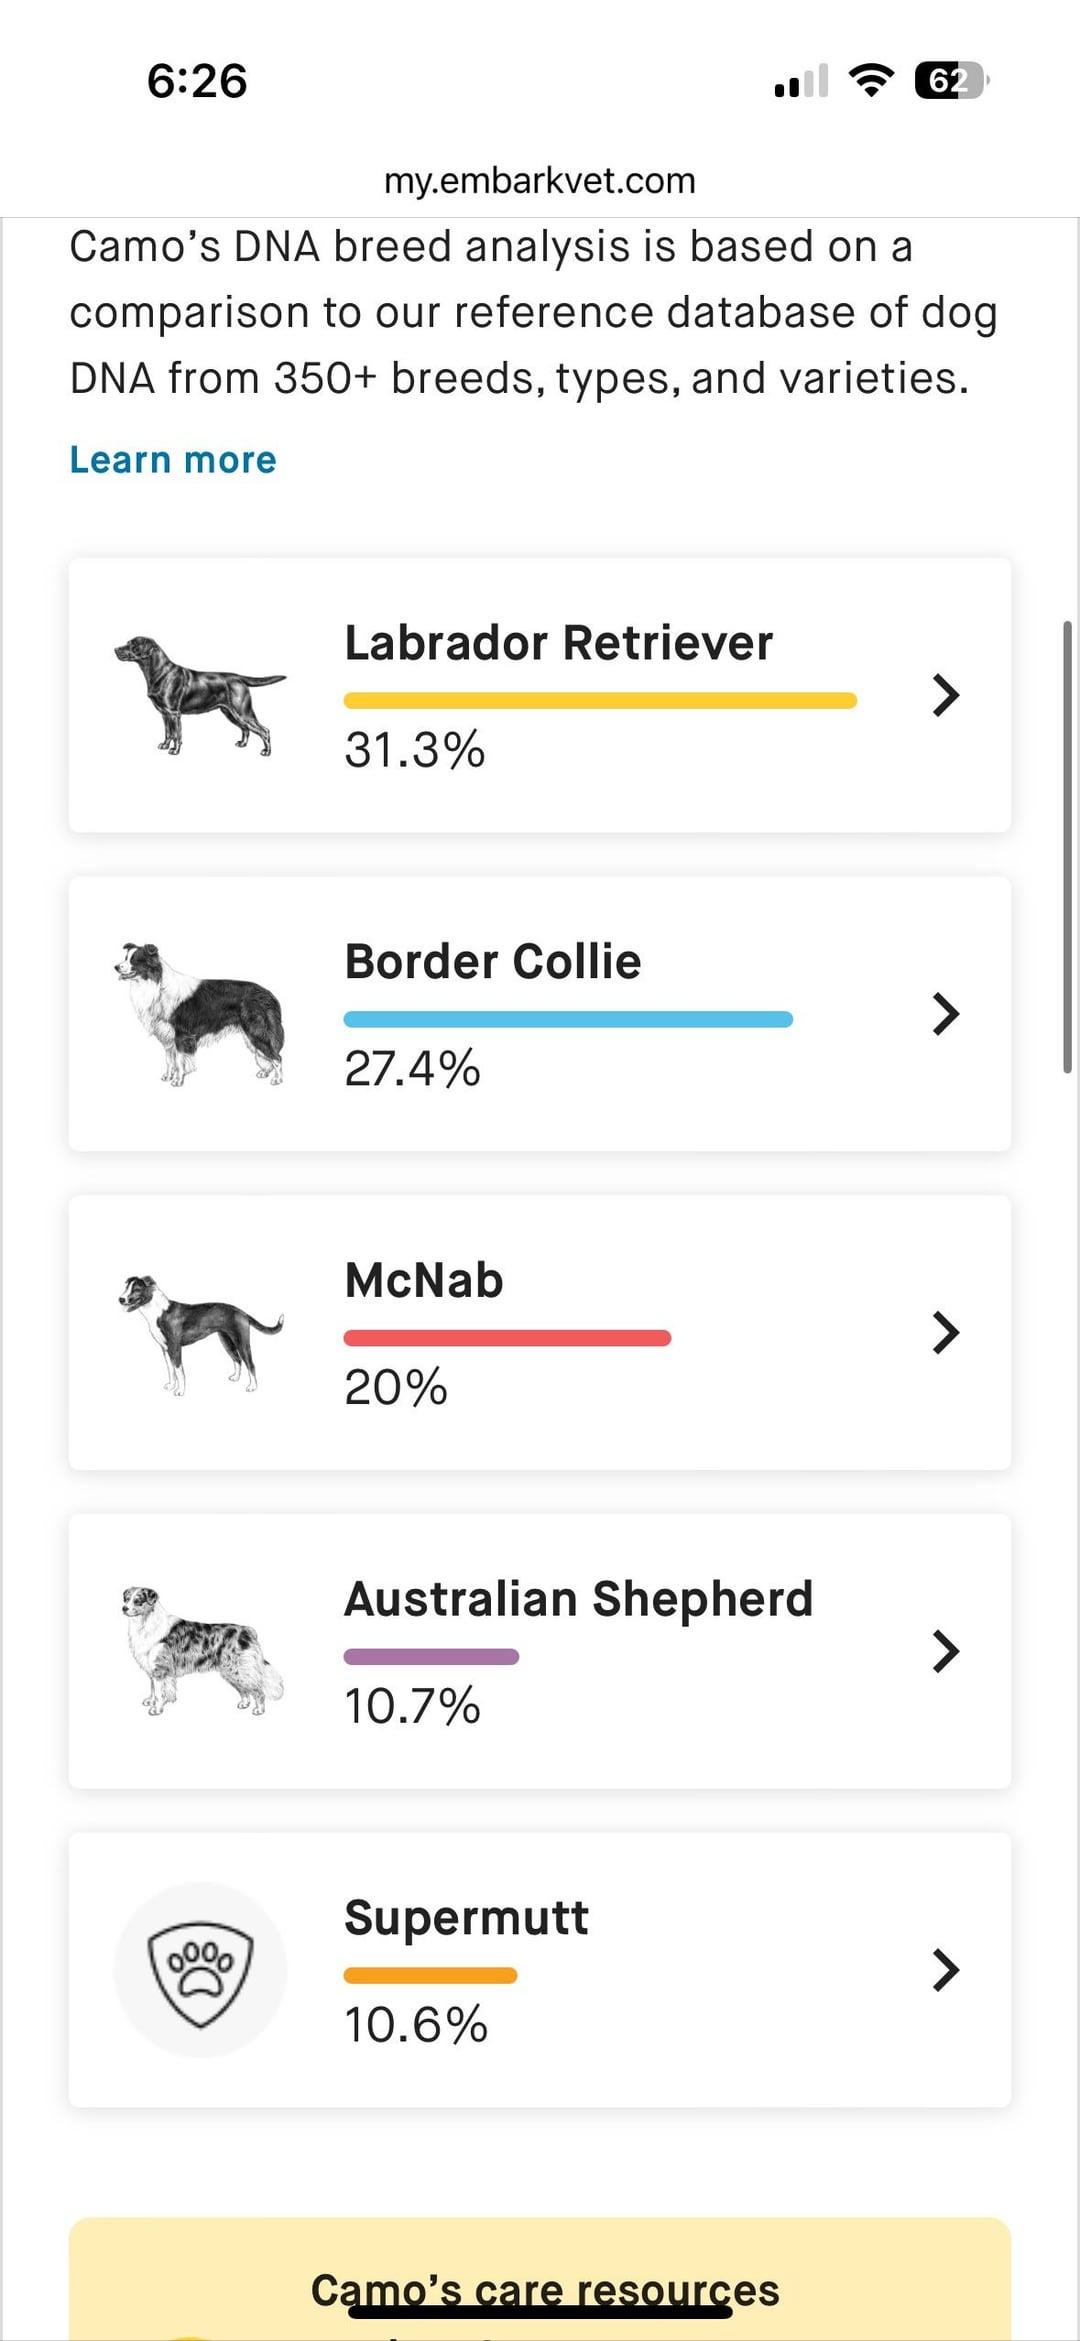 6:26
62
my.embarkvet.com
Camo’s DNA breed analysis is based on a
comparison to our reference database of dog
DNA from 350+ breeds, types, and varieties.
Learn more
Labrador Retriever
31.3%
Border Collie
27.4%
McNab
20%
Australian Shepherd
10.7%
Supermutt
10.6%
Camo’s care resources